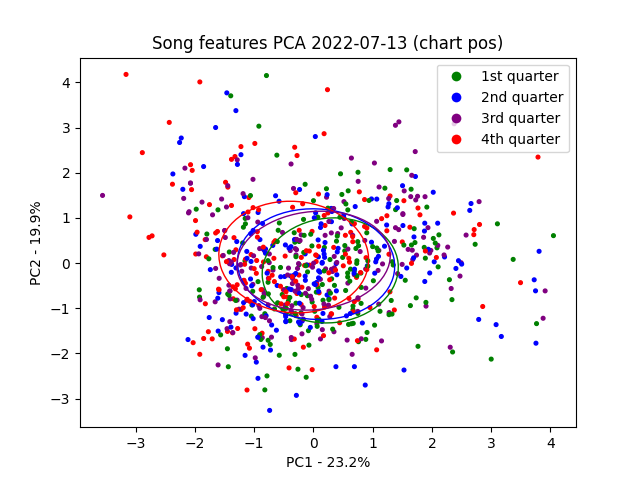 Song features PCA 2022-07-13 (chart pos)
1st quarter
2nd quarter
3rd quarter
4th quarter
PC2 - 19.9%
4
3
2
1
0
−1
−2
−3
−3 −2 −1 0 1 2 3 4
PC1 - 23.2%